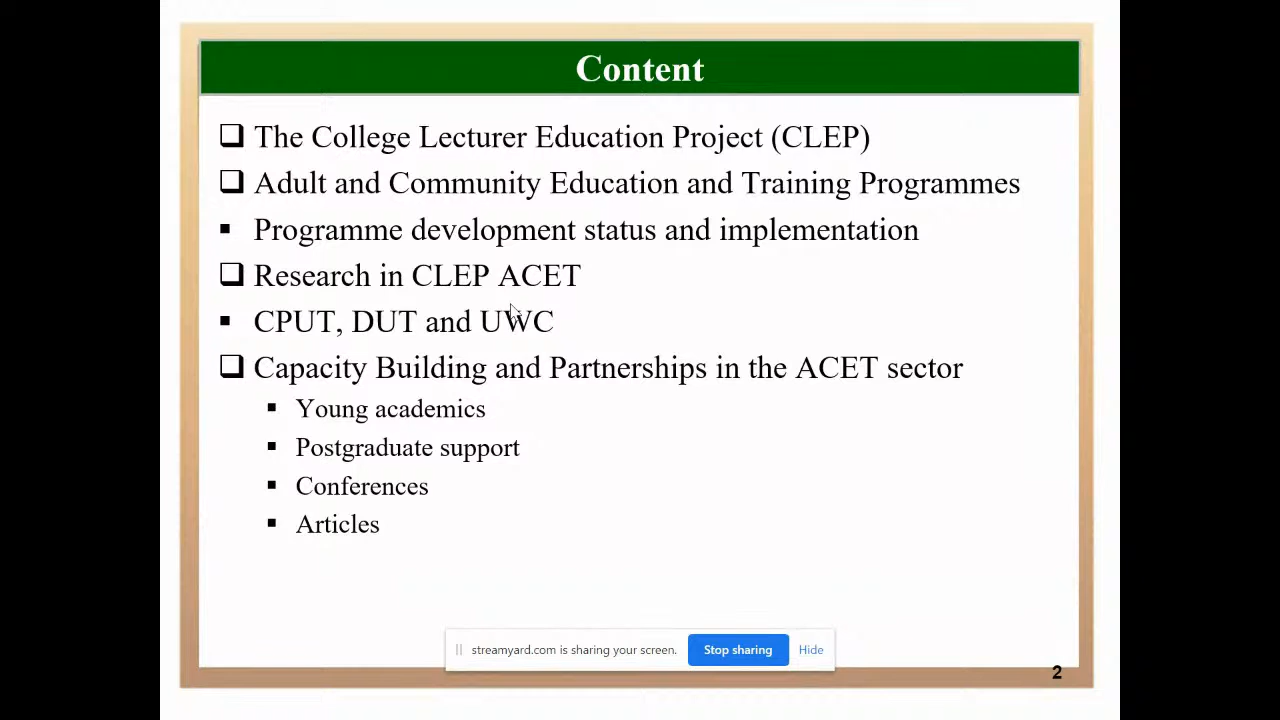 Content
The College Lecturer Education Project (CLEP)
Adult and Community Education and Training Programmes
Programme development status and implementation
Research in CLEP ACET
CPUT, DUT and UWC
Capacity Building and Partnerships in the ACET sector
Young academics
Postgraduate support
Conferences
Articles
streamyard.com is sharing your screen. Stop sharing Hide
2